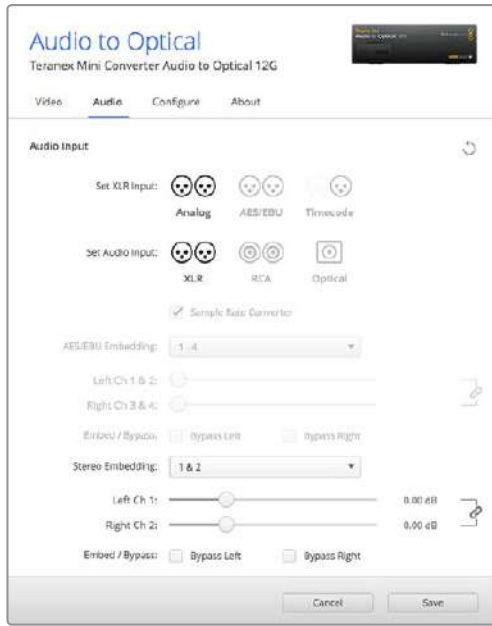 Audio to Optical
Teranex Mini Converter Audio to Optical 12G
Video Audio Configure About
Audio Input
Set XLR Input:
Analog AES/EBU Timecode
Set Audio Input:
XLR RCA Optical
Sample Rate Converter
AES/EBU Embedding: 1-4
Left Ch 1 & 2:
Right Ch 3 & 4:
Embed / Bypass: Bypass Left Bypass Right
Stereo Embedding: 1 & 2
Left Ch 1: 0.00 dB
Right Ch 2: 0.00 dB
Embed / Bypass: Bypass Left Bypass Right
Cancel Save